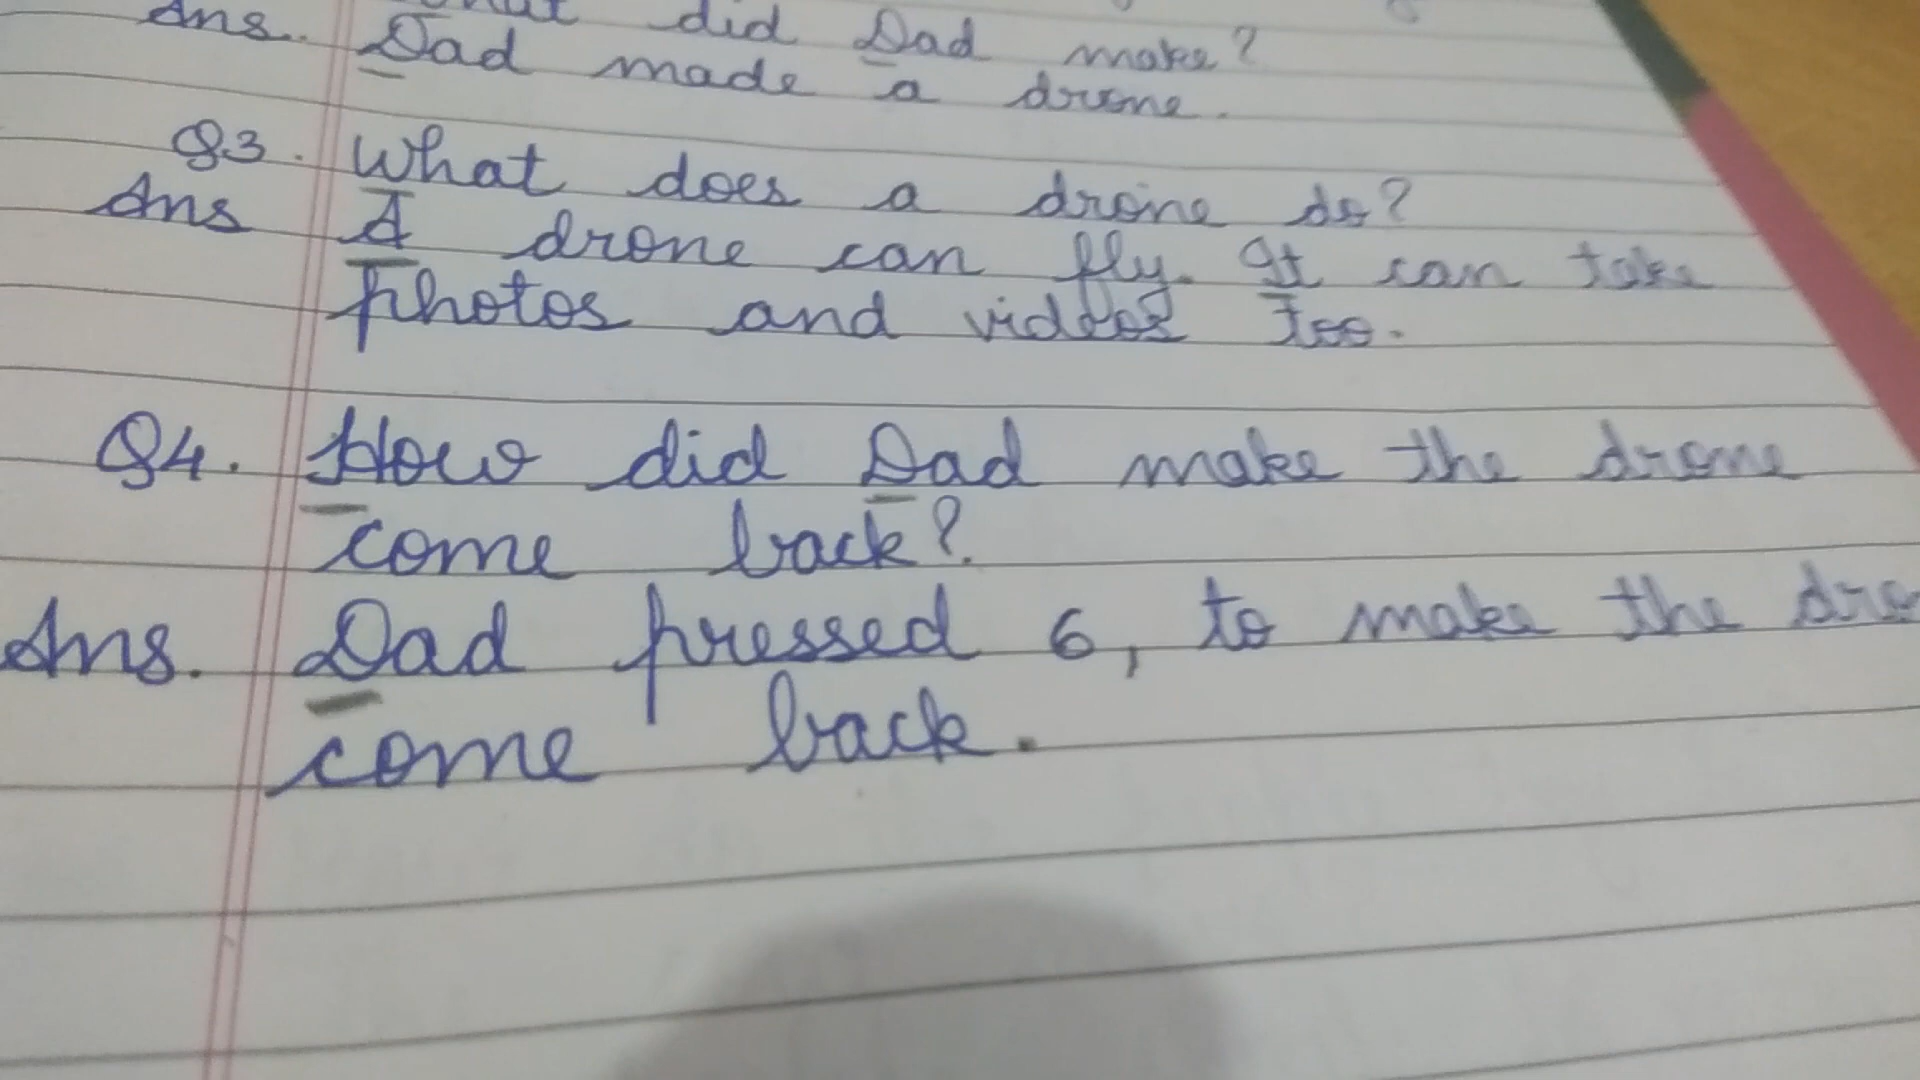 did Dad make?
Ans. Dad made a drone.
Q3. What does a drone do?
Ans A drone can fly. It can take
photos and videos too.
Q4. How did Dad make the drone
come back?
Ans. Dad pressed 6, to make the
come back.